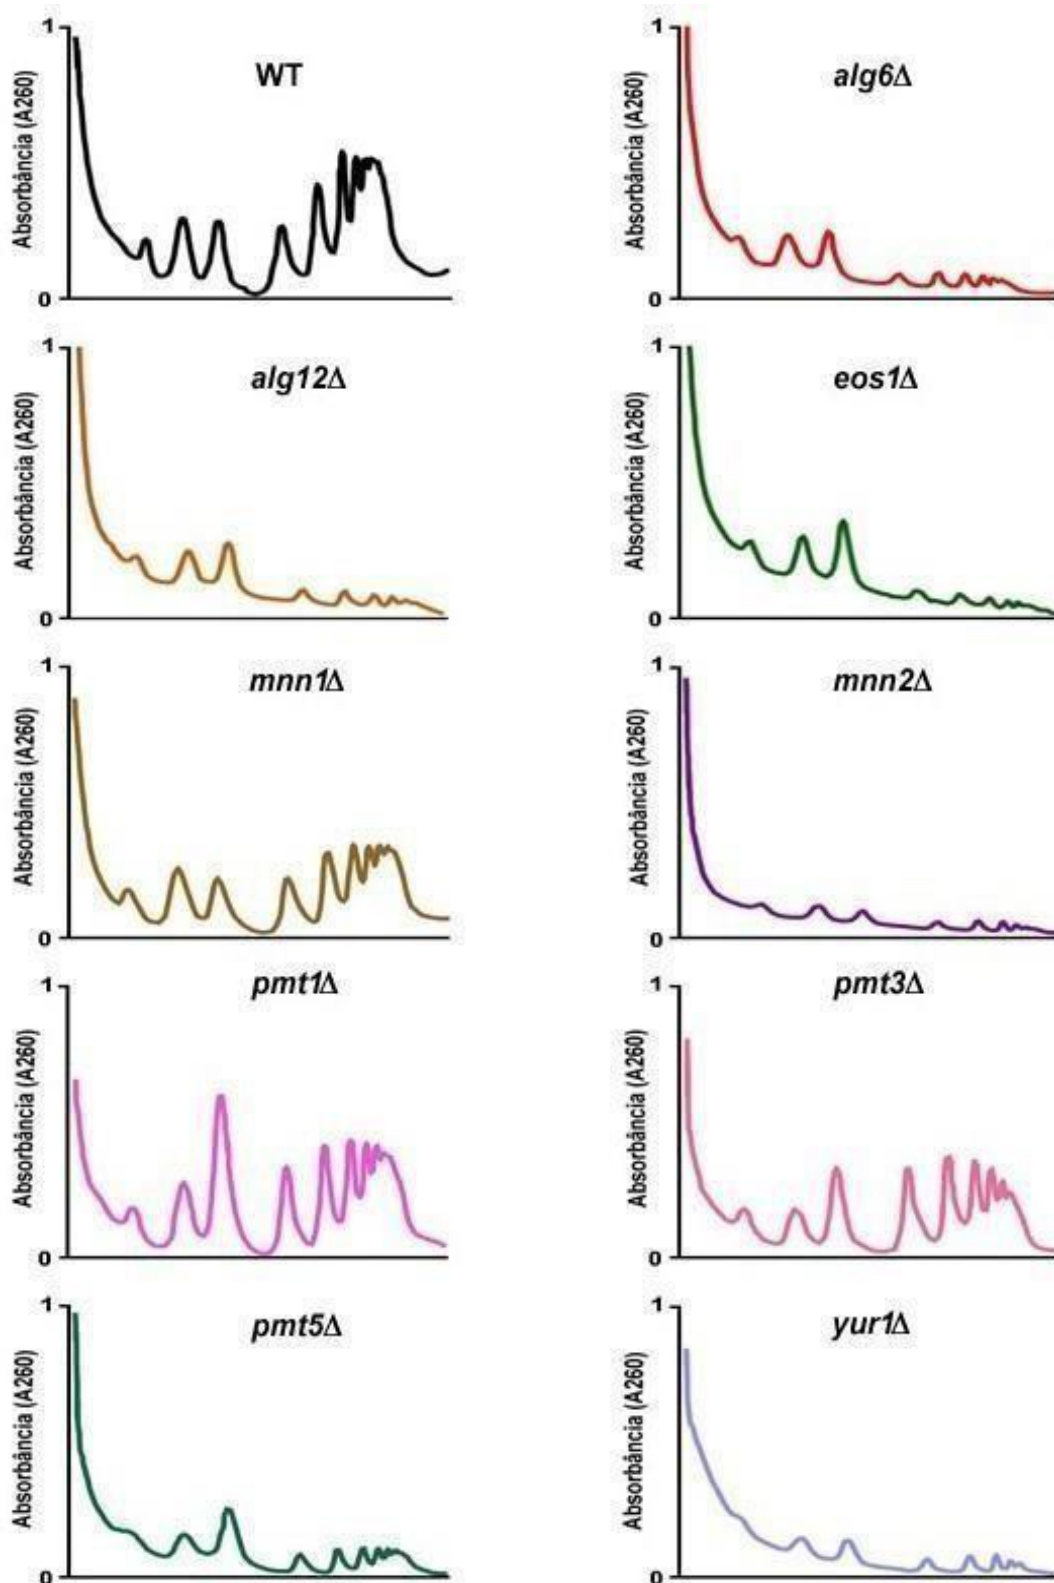 1
WT
Absorbância (A260)
0
1
alg6Δ
Absorbância (A260)
0
1
alg12Δ
Absorbância (A260)
0
1
eos1Δ
Absorbância (A260)
0
1
mnn1Δ
Absorbância (A260)
0
1
mnn2Δ
Absorbância (A260)
0
1
pmt1Δ
Absorbância (A260)
0
1
pmt3Δ
Absorbância (A260)
0
1
pmt5Δ
Absorbância (A260)
0
1
yur1Δ
Absorbância (A260)
0